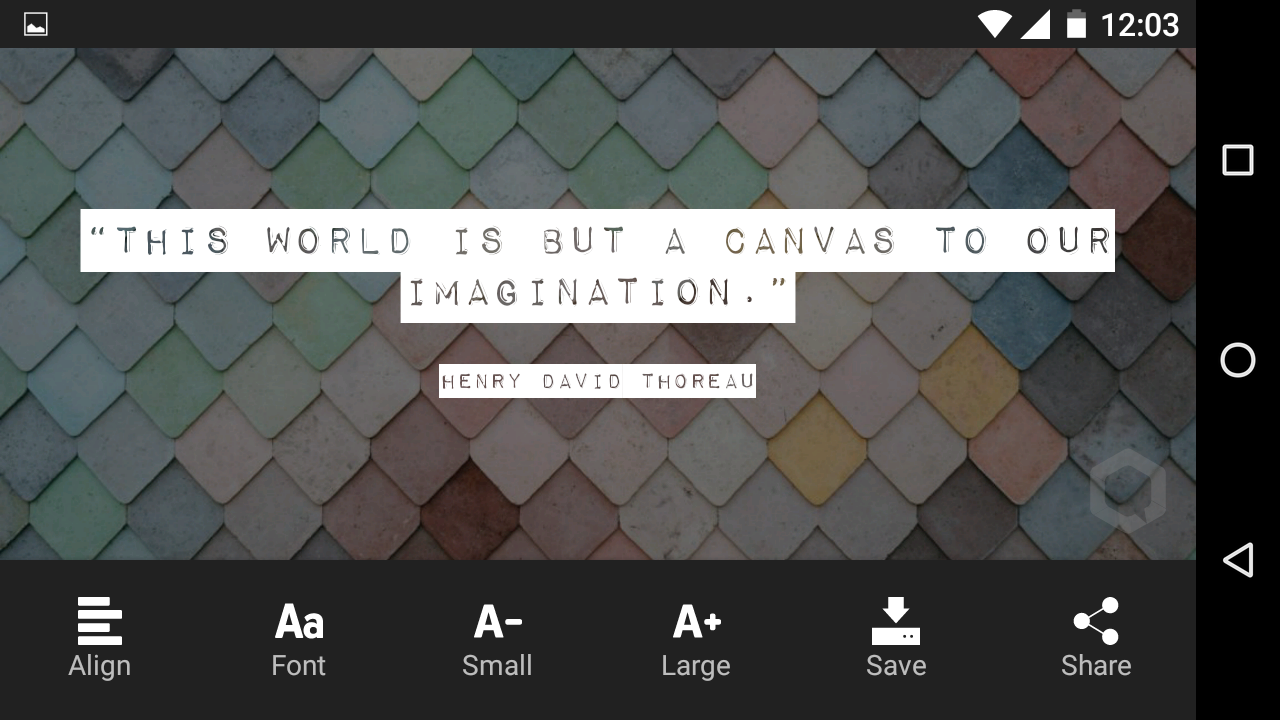 12:03
“THIS WORLD IS BUT A CANVAS TO OUR
IMAGINATION.”
HENRY DAVID THOREAU
Align
Aa
Font
A-
Small
A+
Large
Save
Share